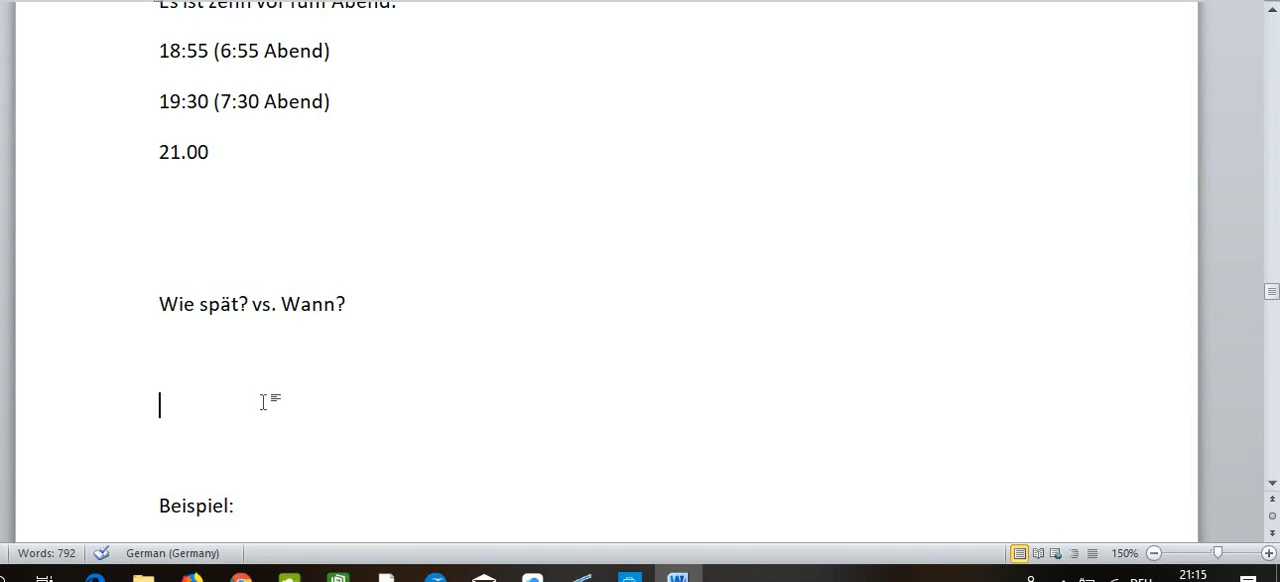 Es ist zehn vor fünf Abend.
18:55 (6:55 Abend)
19:30 (7:30 Abend)
21.00
Wie spät? vs. Wann?
Beispiel:
Words: 792 German (Germany) 150%
21:15